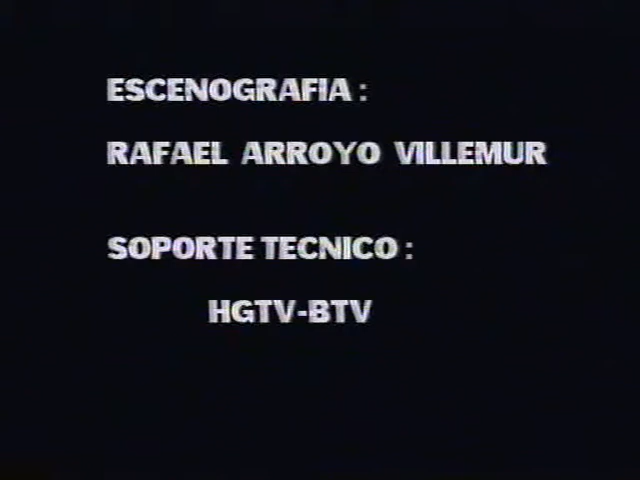 ESCENOGRAFIA :
RAFAEL ARROYO VILLEMUR
SOPORTE TECNICO :
HGTV-BTV